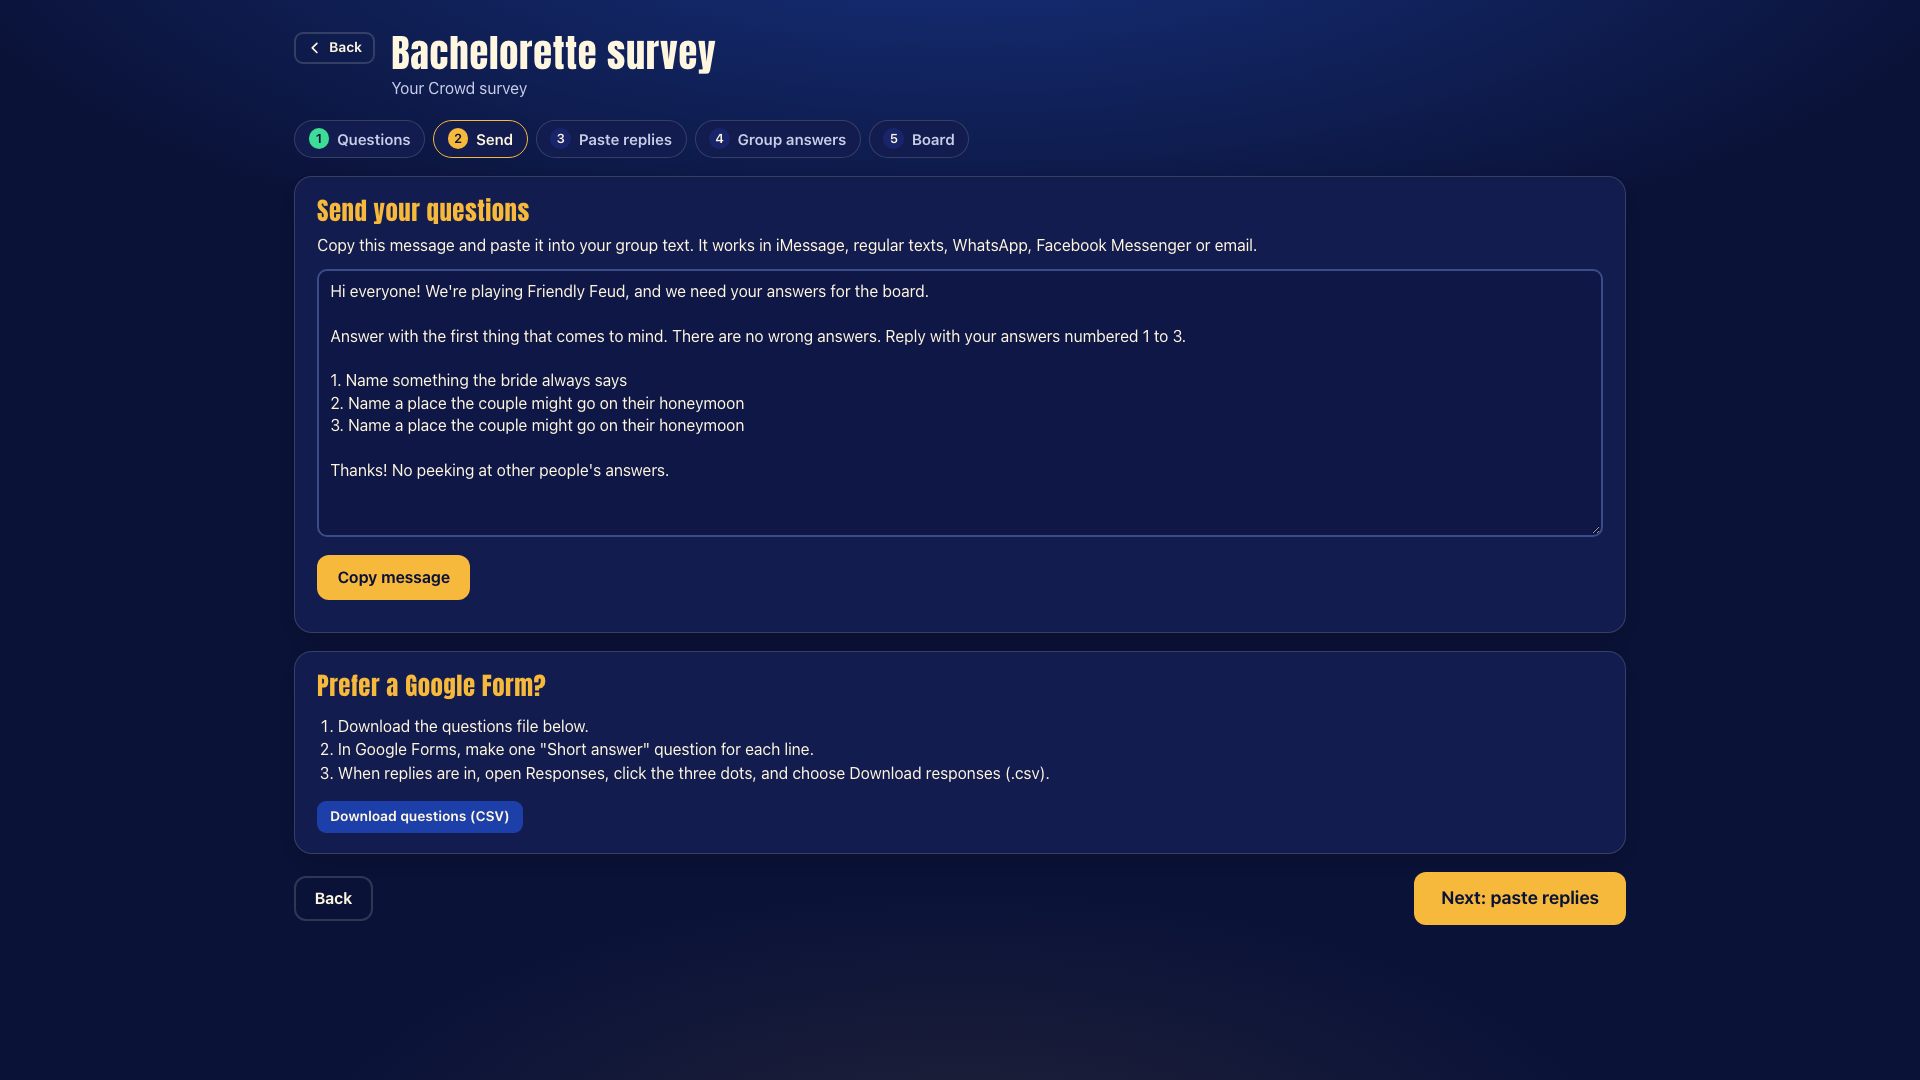 Back
Bachelorette survey
Your Crowd survey
1 Questions
2 Send
3 Paste replies
4 Group answers
5 Board
Send your questions
Copy this message and paste it into your group text. It works in iMessage, regular texts, WhatsApp, Facebook Messenger or email.
Hi everyone! We're playing Friendly Feud, and we need your answers for the board.
Answer with the first thing that comes to mind. There are no wrong answers. Reply with your answers numbered 1 to 3.
1. Name something the bride always says
2. Name a place the couple might go on their honeymoon
3. Name a place the couple might go on their honeymoon
Thanks! No peeking at other people's answers.
Copy message
Prefer a Google Form?
1. Download the questions file below.
2. In Google Forms, make one "Short answer" question for each line.
3. When replies are in, open Responses, click the three dots, and choose Download responses (.csv).
Download questions (CSV)
Back
Next: paste replies